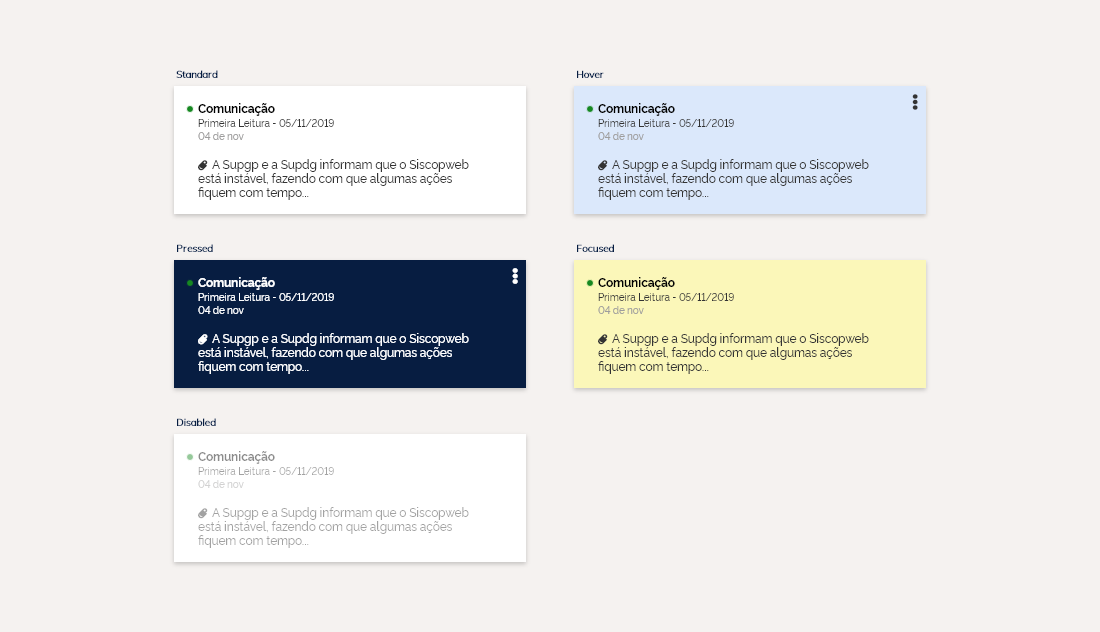 Standard
Comunicação
Primeira Leitura - 05/11/2019
04 de nov
A Supgp e a Supdg informam que o Siscopweb
está instável, fazendo com que algumas ações
fiquem com tempo...
Hover
Comunicação
Primeira Leitura - 05/11/2019
04 de nov
A Supgp e a Supdg informam que o Siscopweb
está instável, fazendo com que algumas ações
fiquem com tempo...
Pressed
Comunicação
Primeira Leitura - 05/11/2019
04 de nov
A Supgp e a Supdg informam que o Siscopweb
está instável, fazendo com que algumas ações
fiquem com tempo...
Focused
Comunicação
Primeira Leitura - 05/11/2019
04 de nov
A Supgp e a Supdg informam que o Siscopweb
está instável, fazendo com que algumas ações
fiquem com tempo...
Disabled
Comunicação
Primeira Leitura - 05/11/2019
04 de nov
A Supgp e a Supdg informam que o Siscopweb
está instável, fazendo com que algumas ações
fiquem com tempo...